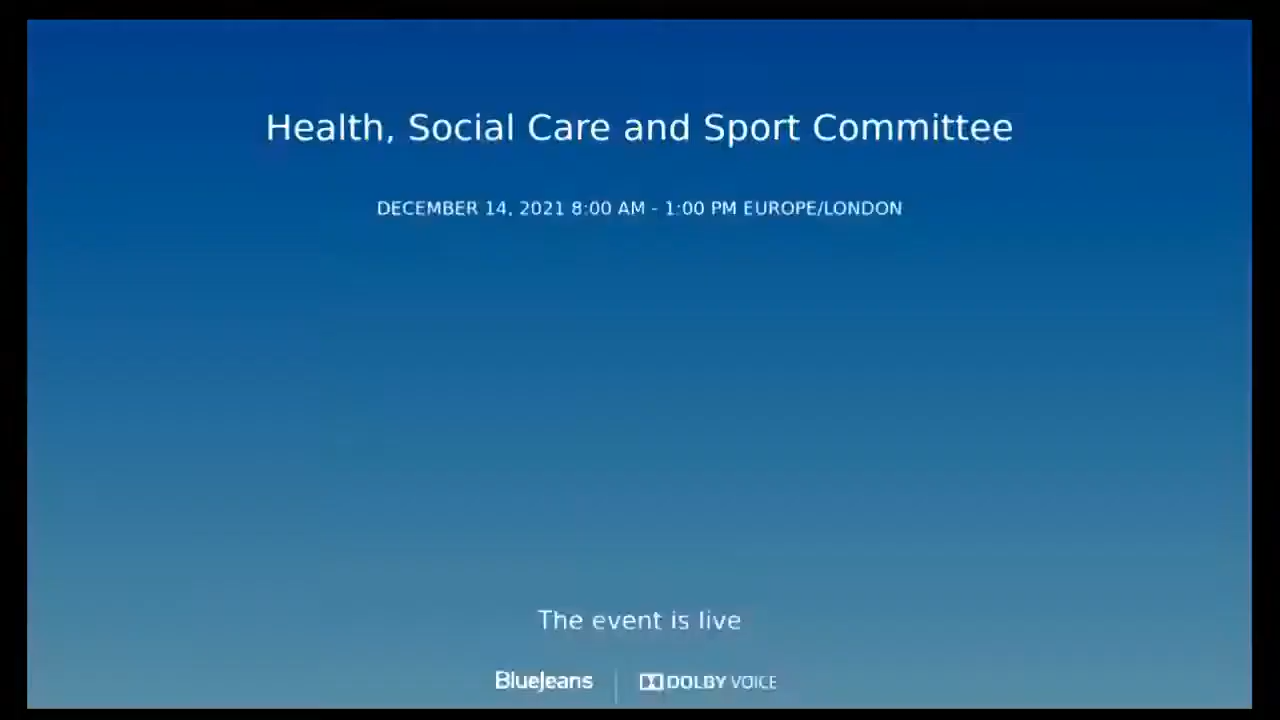 Health, Social Care and Sport Committee
DECEMBER 14, 2021 8:00 AM - 1:00 PM EUROPE/LONDON
The event is live
BlueJeans DOLBY VOICE